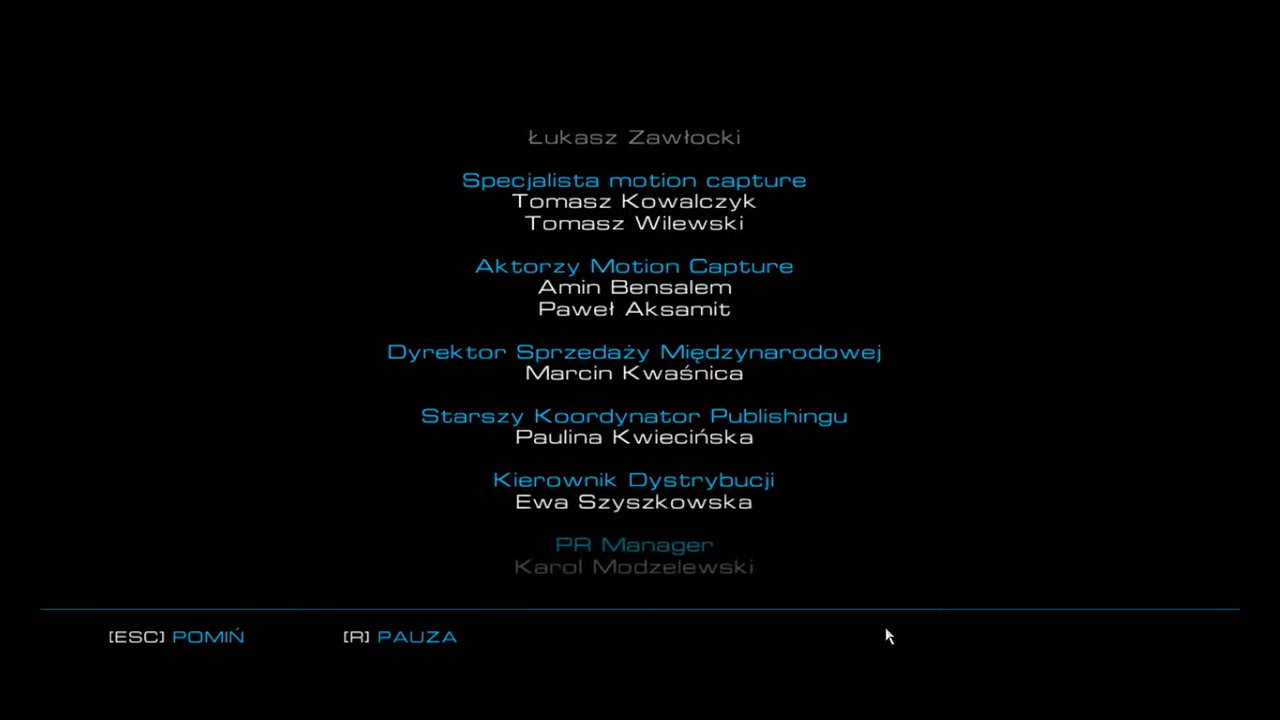 Łukasz Zawłocki
Specjalista motion capture
Tomasz Kowalczyk
Tomasz Wilewski
Aktorzy Motion Capture
Amin Bensalem
Paweł Aksamit
Dyrektor Sprzedaży Międzynarodowej
Marcin Kwaśnica
Starszy Koordynator Publishingu
Paulina Kwiecińska
Kierownik Dystrybucji
Ewa Szyszkowska
PR Manager
Karol Modzelewski
[ESC] POMIŃ [R] PAUZA